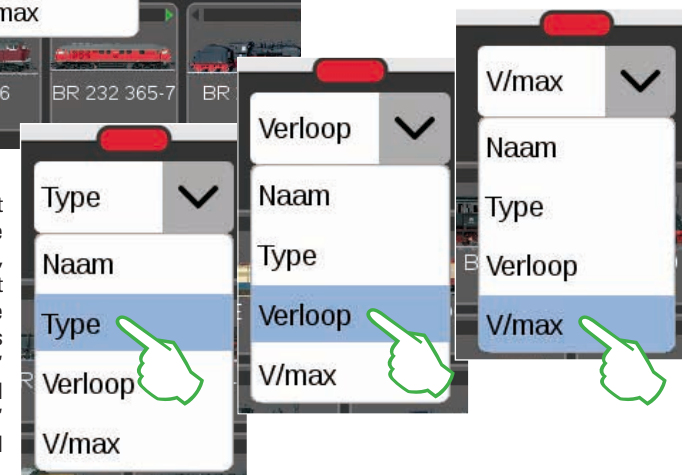 max
6
BR 232 365-7
BR
Type
Naam
Type
Verloop
V/max
Verloop
Naam
Type
Verloop
V/max
V/max
Naam
Type
Verloop
V/max